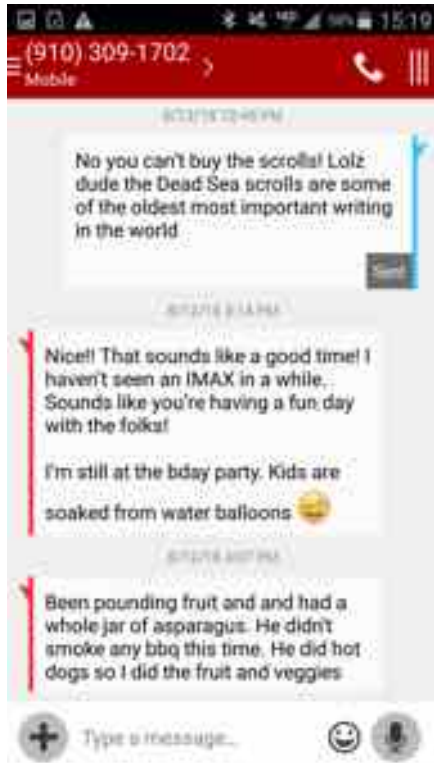 15:19
(910) 309-1702
Mobile
No you can't buy the scrolls! Lolz
dude the Dead Sea scrolls are some
of the oldest most important writing
in the world
Sent
Nice!! That sounds like a good time! I
haven't seen an IMAX in a while.
Sounds like you're having a fun day
with the folks!
I'm still at the bday party. Kids are
soaked from water balloons
Been pounding fruit and and had a
whole jar of asparagus. He didn't
smoke any bbq this time. He did hot
dogs so I did the fruit and veggies
Type a message...